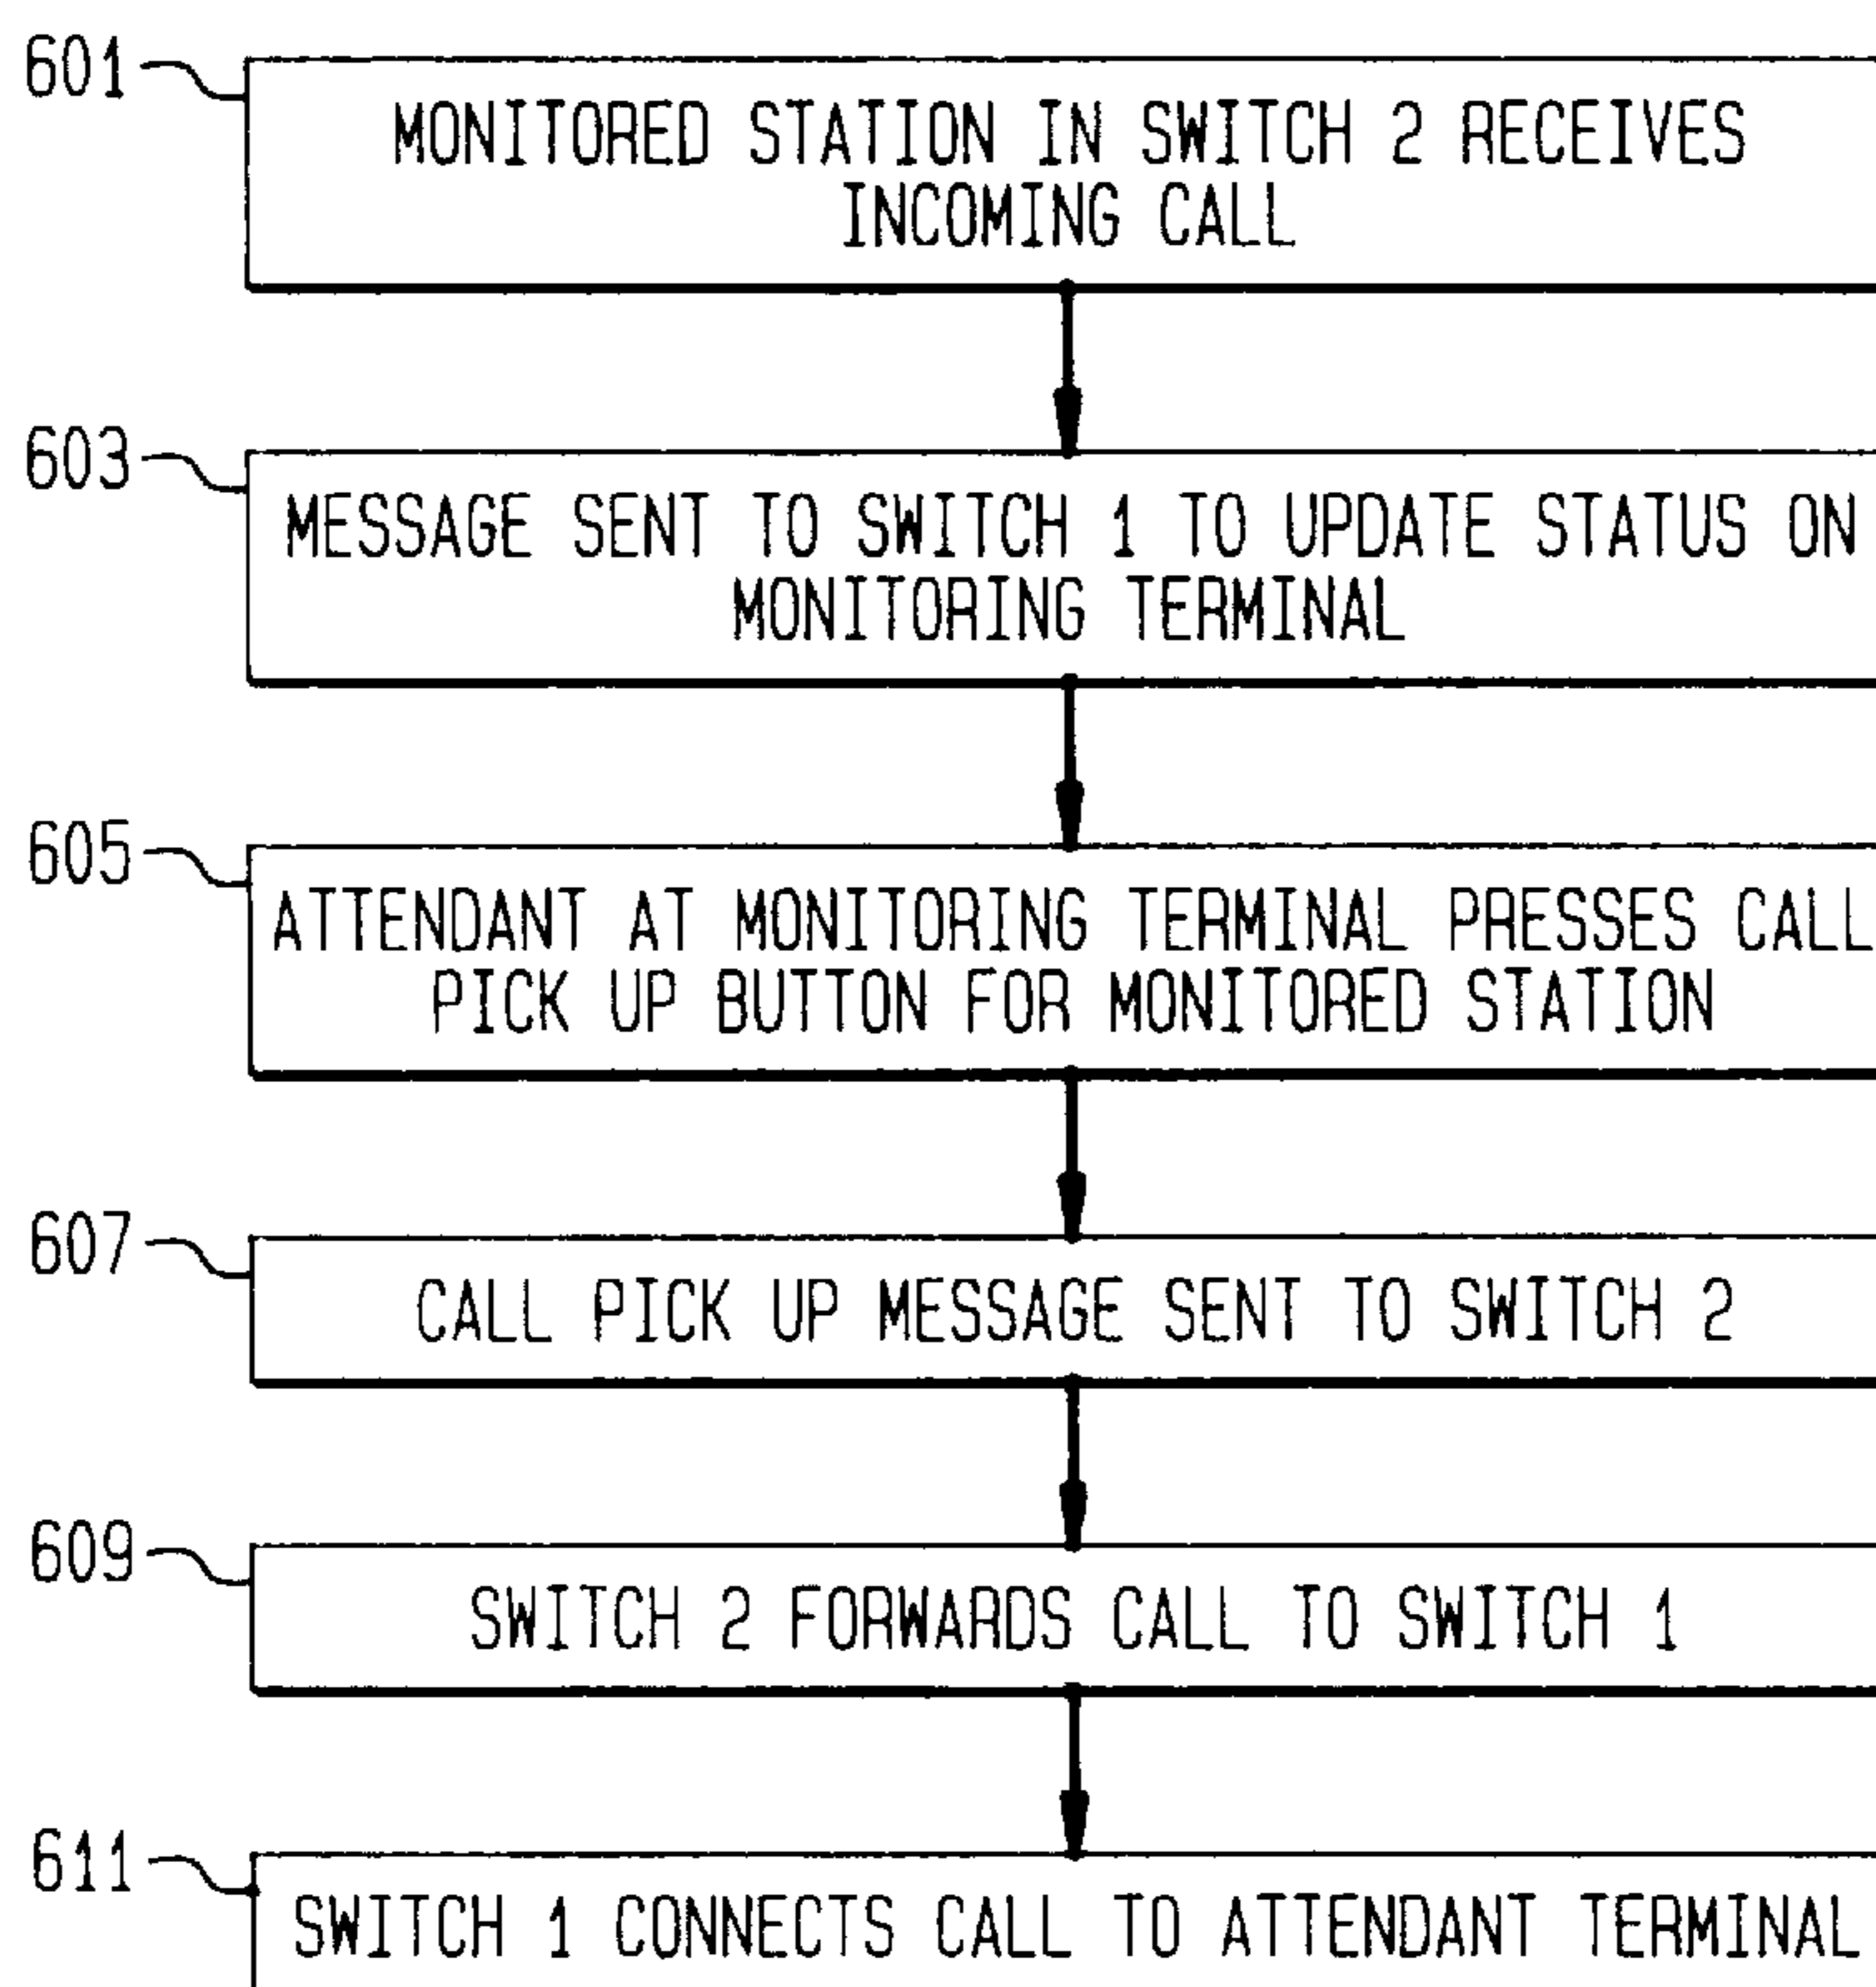 601
MONITORED STATION IN SWITCH 2 RECEIVES
INCOMING CALL
603
MESSAGE SENT TO SWITCH 1 TO UPDATE STATUS ON
MONITORING TERMINAL
605
ATTENDANT AT MONITORING TERMINAL PRESSES CALL
PICK UP BUTTON FOR MONITORED STATION
607
CALL PICK UP MESSAGE SENT TO SWITCH 2
609
SWITCH 2 FORWARDS CALL TO SWITCH 1
611
SWITCH 1 CONNECTS CALL TO ATTENDANT TERMINAL